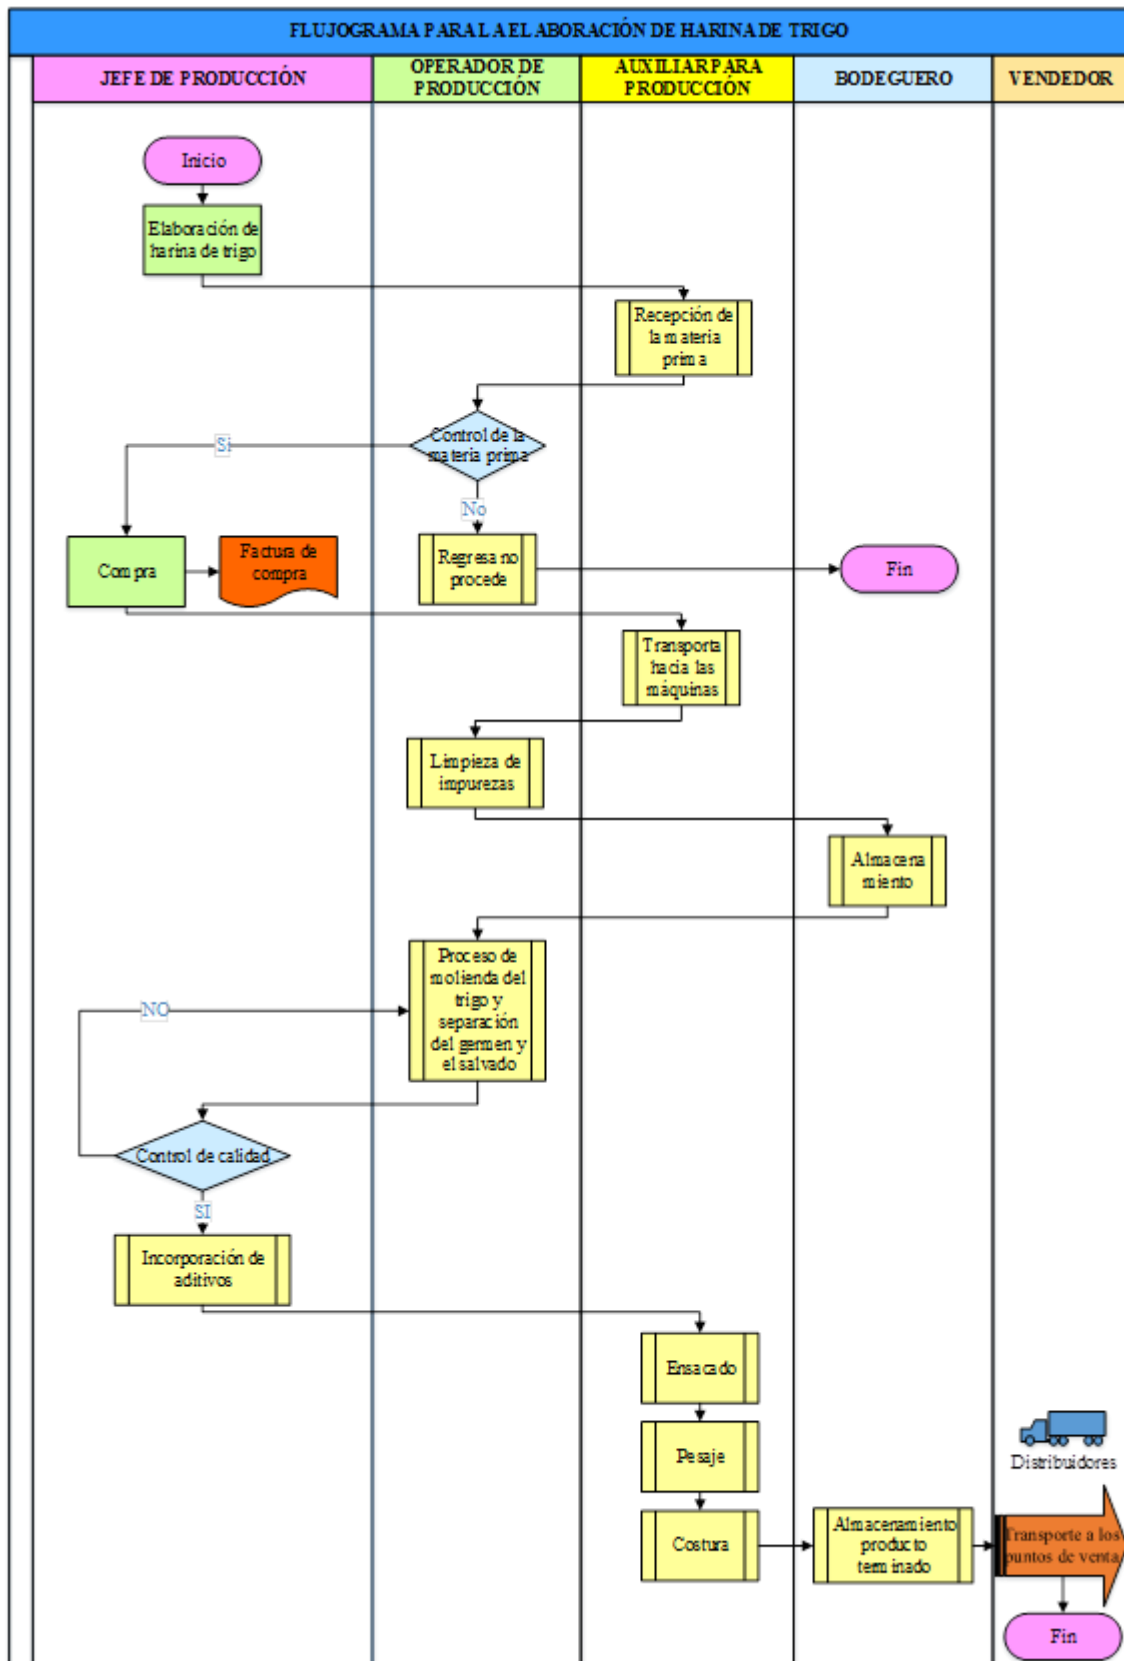 FLUJOGRAMA PARA LA ELABORACIÓN DE HARINA DE TRIGO
JEFE DE PRODUCCIÓN
OPERADOR DE
PRODUCCIÓN
AUXILIAR PARA
PRODUCCIÓN
BODEGUERO
VENDEDOR
Inicio
Elaboración de
harina de trigo
Recepción de
la materia
prima
Control de la
materia prima
Si
No
Compra
Factura de
compra
Regresa no
procede
Fin
Transporta
hacia las
máquinas
Limpieza de
impurezas
Almacena
miento
Proceso de
molienda del
trigo y
separación
del germen y
el salvado
NO
Control de calidad
SI
Incorporación de
aditivos
Ensacado
Pesaje
Costura
Almacenamiento
producto
terminado
Distribuidores
Transporte a los
puntos de venta
Fin